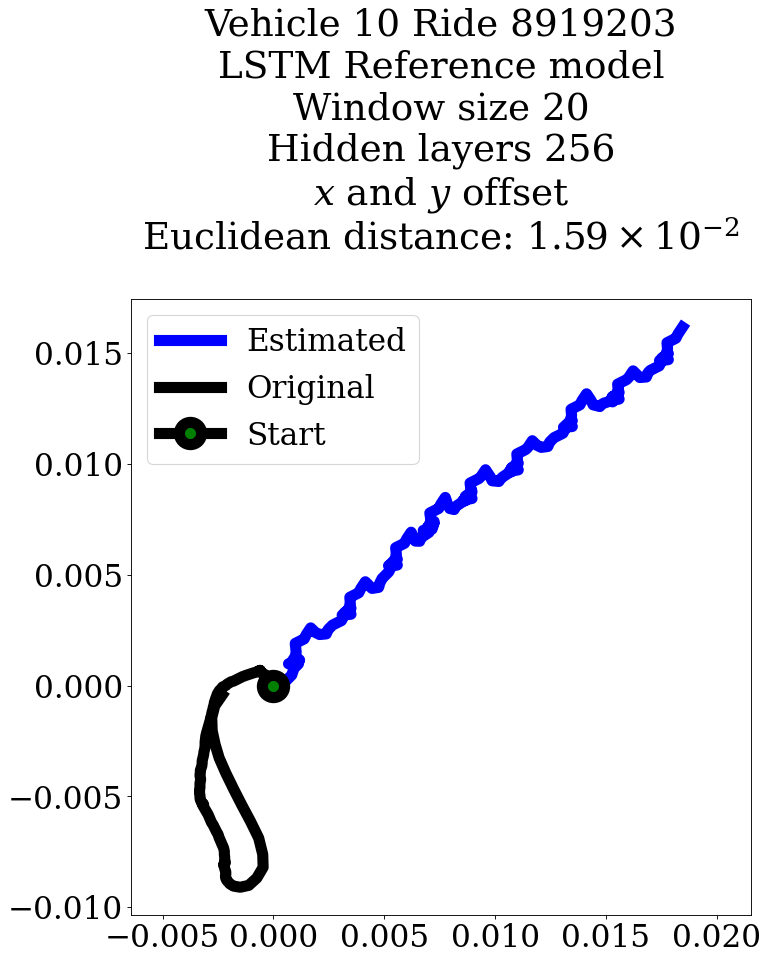 Vehicle 10 Ride 8919203
LSTM Reference model
Window size 20
Hidden layers 256
x and y offset
Euclidean distance: 1.59 × 10⁻²
Estimated
Original
Start
0.015
0.010
0.005
0.000
−0.005
−0.010
−0.005 0.000 0.005 0.010 0.015 0.020